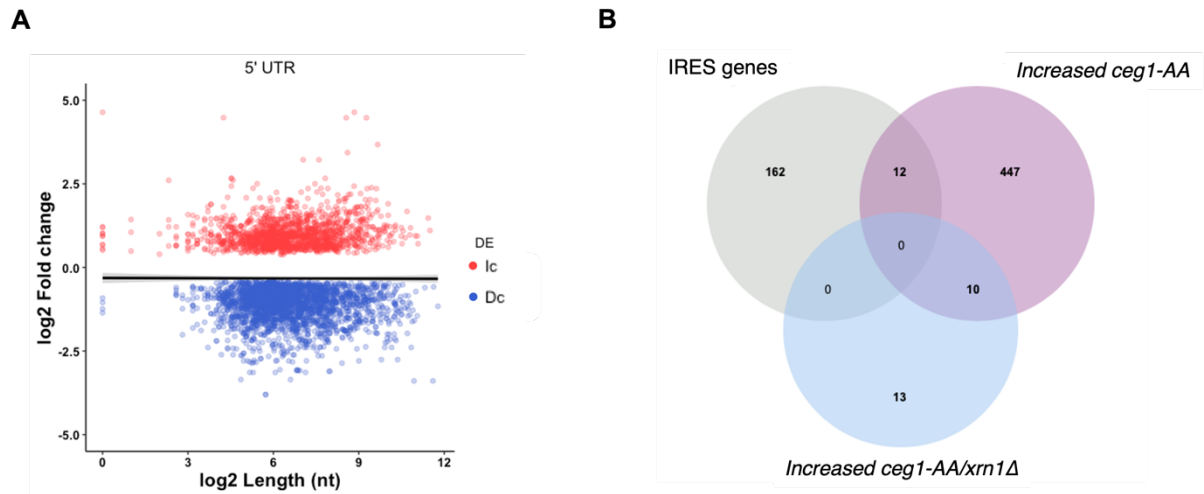 A
5' UTR
log2 Fold change
5.0
2.5
0.0
-2.5
-5.0
0
3
6
9
12
log2 Length (nt)
DE
Ic
Dc
B
IRES genes
Increased ceg1-AA
162
12
447
0
0
10
13
Increased ceg1-AA/xrn1Δ